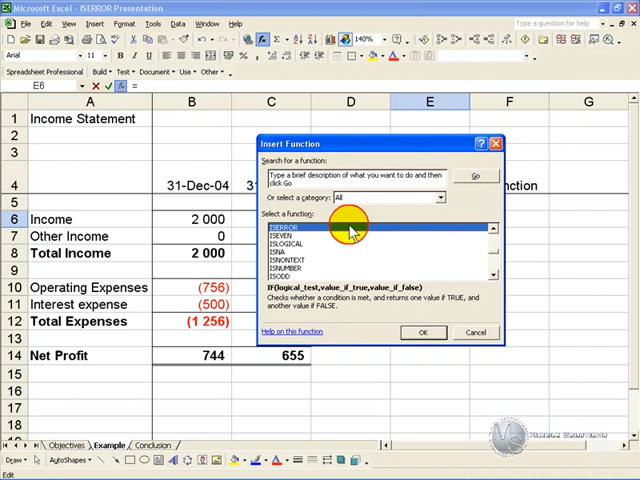 Microsoft Excel - ISERROR Presentation
File Edit View Insert Format Tools Data Window Help
Type a question for help
140%
Arial
Spreadsheet Professional Build Test Document Use Other
E6 =
A B C D E F G
1 Income Statement
2
3
4 31-Dec-04 31 nction
5
6 Income 2 000
7 Other Income 0
8 Total Income 2 000
9
10 Operating Expenses (756)
11 Interest expense (500)
12 Total Expenses (1 256)
13
14 Net Profit 744 655
15
16
17
18
Insert Function
Search for a function:
Type a brief description of what you want to do and then click Go
Go
Or select a category: All
Select a function:
ISERROR
ISEVEN
ISLOGICAL
ISNA
ISNONTEXT
ISNUMBER
ISODD
IF(logical_test,value_if_true,value_if_false)
Checks whether a condition is met, and returns one value if TRUE, and another value if FALSE.
Help on this function
OK Cancel
Objectives Example Conclusion
Draw AutoShapes
Edit